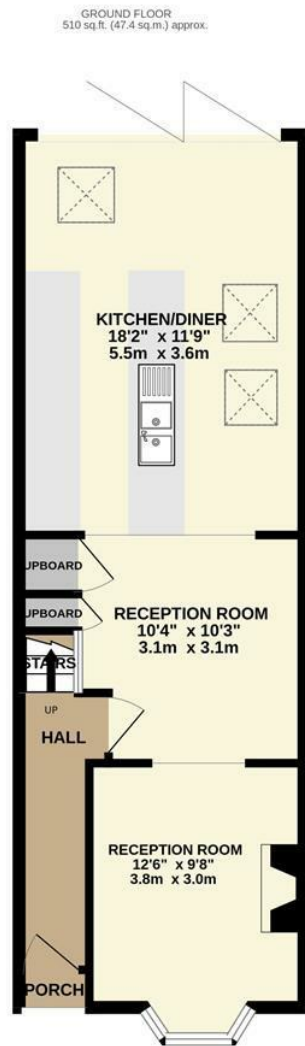 GROUND FLOOR
510 sq.ft. (47.4 sq.m.) approx.
KITCHEN/DINER
18'2" x 11'9"
5.5m x 3.6m
UPBOARD
UPBOARD
RECEPTION ROOM
10'4" x 10'3"
3.1m x 3.1m
STAIRS
UP
HALL
RECEPTION ROOM
12'6" x 9'8"
3.8m x 3.0m
PORCH